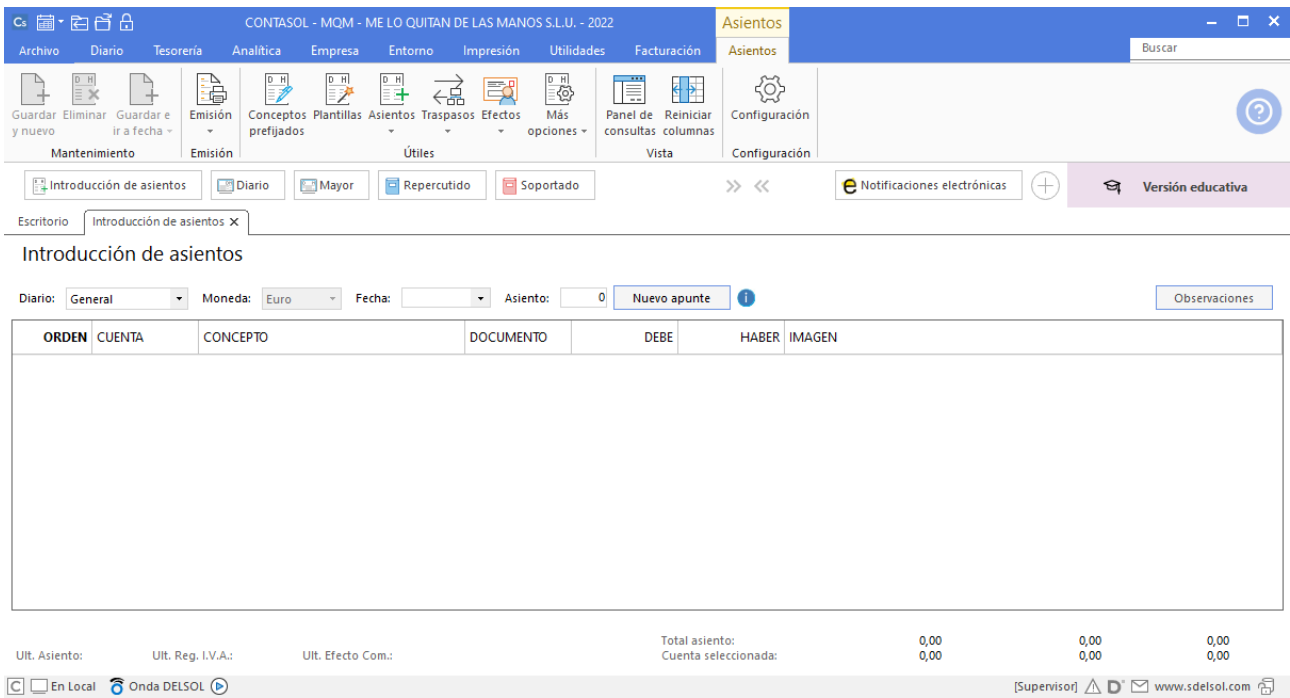 Cs CONTASOL - MQM - ME LO QUITAN DE LAS MANOS S.L.U. - 2022 Asientos
Archivo Diario Tesorería Analítica Empresa Entorno Impresión Utilidades Facturación Asientos Buscar
Guardar y nuevo Eliminar Guardar e ir a fecha Emisión Conceptos prefijados Plantillas Asientos Traspasos Efectos Más opciones Panel de consultas Reiniciar columnas Configuración
Mantenimiento Emisión Útiles Vista Configuración
Introducción de asientos Diario Mayor Repercutido Soportado Notificaciones electrónicas Versión educativa
Escritorio Introducción de asientos
Introducción de asientos
Diario: General Moneda: Euro Fecha: Asiento: 0 Nuevo apunte Observaciones
ORDEN CUENTA CONCEPTO DOCUMENTO DEBE HABER IMAGEN
Total asiento: 0,00 0,00 0,00
Ult. Asiento: Ult. Reg. I.V.A.: Ult. Efecto Com.: Cuenta seleccionada: 0,00 0,00 0,00
C En Local Onda DELSOL [Supervisor] D www.sdelsol.com